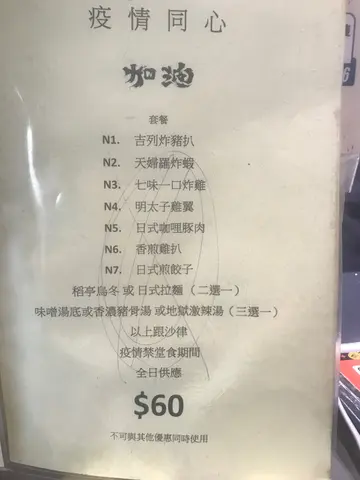 疫情同心
加油
套餐
N1. 吉列炸豬扒
N2. 天婦羅炸蝦
N3. 七味一口炸雞
N4. 明太子雞翼
N5. 日式咖喱豚肉
N6. 香煎雞扒
N7. 日式煎餃子
稻亭烏冬 或 日式拉麵（二選一）
味噌湯底或香濃豬骨湯 或地獄激辣湯（三選一）
以上跟沙律
疫情禁堂食期間
全日供應
$60
不可與其他優惠同時使用